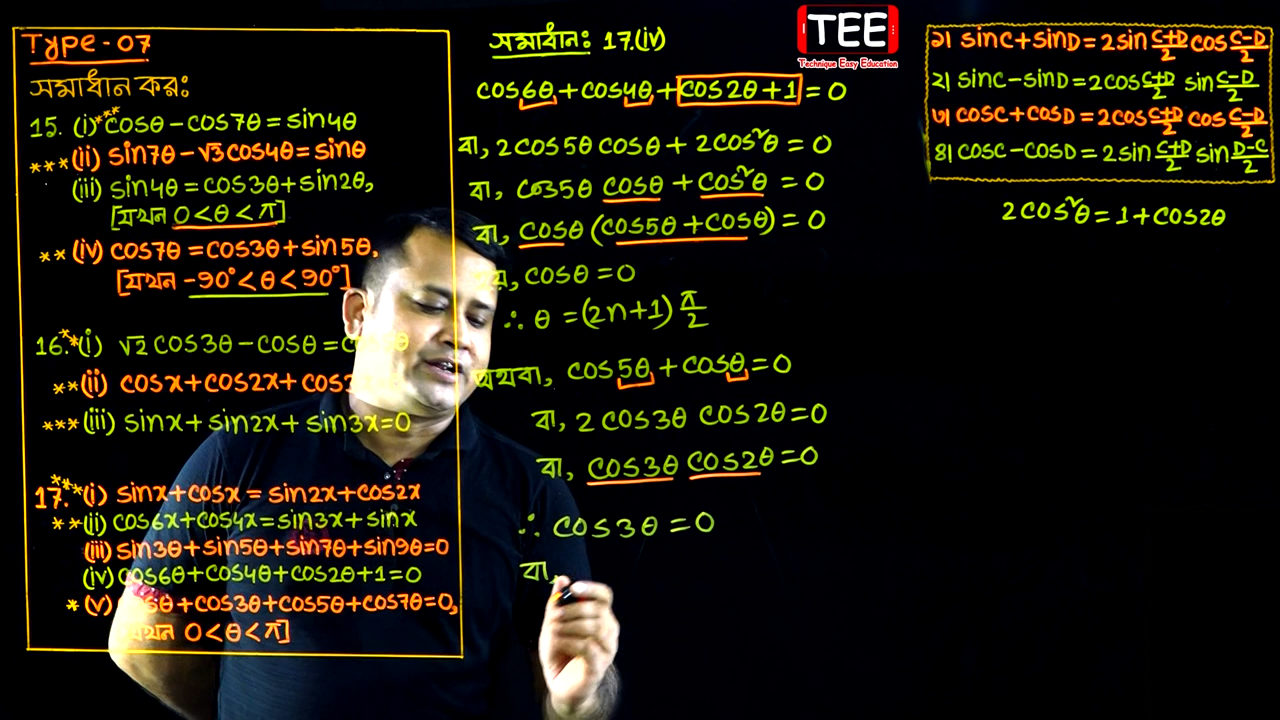 Type-07
সমাধান কর:
15. (i)*** cosθ - cos7θ = sin4θ
*** (ii) sin7θ - √3 cos4θ = sinθ
(iii) sin4θ = cos3θ + sin2θ,
[যখন 0 < θ < π]
** (iv) cos7θ = cos3θ + sin5θ,
[যখন -90° < θ < 90°]
16.** (i) √2 cos3θ - cosθ =
** (ii) cosx + cos2x +
*** (iii) sinx + sin2x + sin3x = 0
17.*** (i) sinx + cosx = sin2x + cos2x
** (ii) cos6x + cos4x = sin3x + sinx
(iii) sin3θ + sin5θ + sin7θ + sin9θ = 0
(iv) cos6θ + cos4θ + cos2θ + 1 = 0
* (v) + cos3θ + cos5θ + cos7θ = 0,
0 < θ < π]
সমাধান: 17.(iv)
cos6θ + cos4θ + cos2θ + 1 = 0
বা, 2cos5θ cosθ + 2cos²θ = 0
বা, cos5θ cosθ + cos²θ = 0
বা, cosθ (cos5θ + cosθ) = 0
cosθ = 0
∴ θ = (2n+1) π/2
অথবা, cos5θ + cosθ = 0
বা, 2 cos3θ cos2θ = 0
বা, cos3θ cos2θ = 0
∴ cos3θ = 0
বা,
TEE
Technique Easy Education
১। sinC + sinD = 2sin (C+D)/2 cos (C-D)/2
২। sinC - sinD = 2cos (C+D)/2 sin (C-D)/2
৩। cosC + cosD = 2cos (C+D)/2 cos (C-D)/2
৪। cosC - cosD = 2sin (C+D)/2 sin (D-C)/2
2cos²θ = 1 + cos2θ